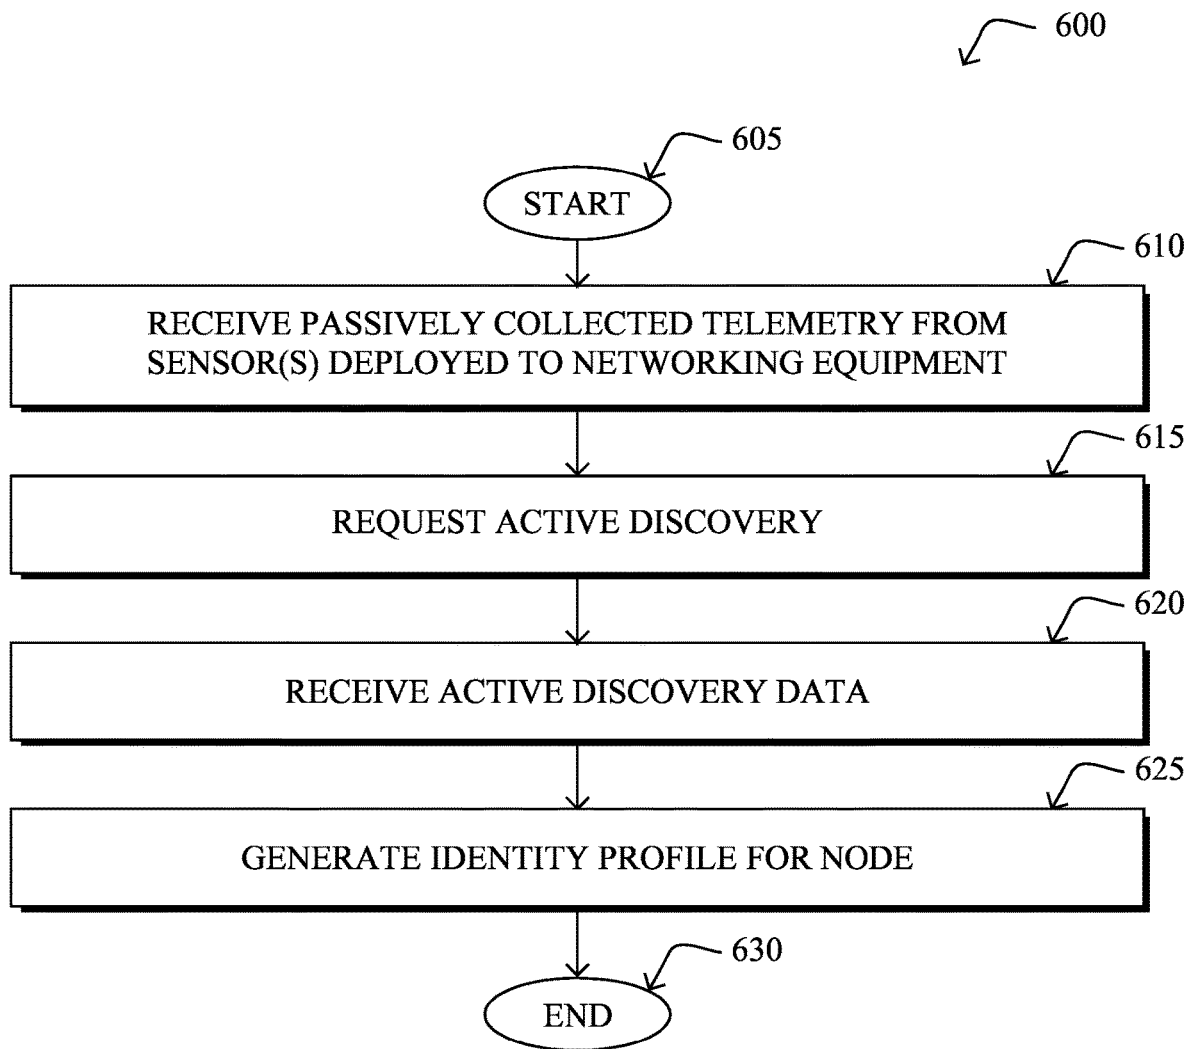 600
605
START
610
RECEIVE PASSIVELY COLLECTED TELEMETRY FROM
SENSOR(S) DEPLOYED TO NETWORKING EQUIPMENT
615
REQUEST ACTIVE DISCOVERY
620
RECEIVE ACTIVE DISCOVERY DATA
625
GENERATE IDENTITY PROFILE FOR NODE
630
END